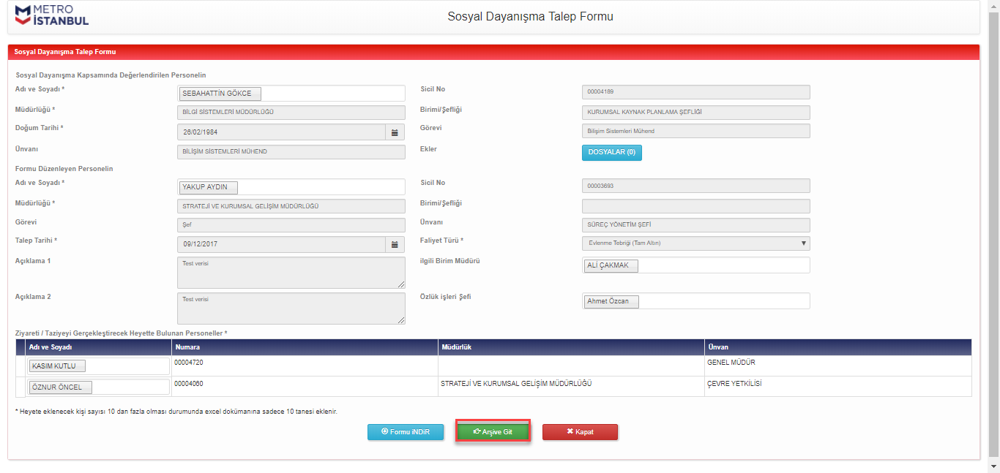 METRO
İSTANBUL
Sosyal Dayanışma Talep Formu
Sosyal Dayanışma Talep Formu
Sosyal Dayanışma Kapsamında Değerlendirilen Personelin
Adı ve Soyadı * SEBAHATTİN GÖKCE Sicil No 00004189
Müdürlüğü * BİLGİ SİSTEMLERİ MÜDÜRLÜĞÜ Birimi/Şefliği KURUMSAL KAYNAK PLANLAMA ŞEFLİĞİ
Doğum Tarihi * 26/02/1984 Görevi Bilişim Sistemleri Mühend
Ünvanı BİLİŞİM SİSTEMLERİ MÜHEND Ekler DOSYALAR (0)
Formu Düzenleyen Personelin
Adı ve Soyadı * YAKUP AYDIN Sicil No 00003693
Müdürlüğü * STRATEJİ VE KURUMSAL GELİŞİM MÜDÜRLÜĞÜ Birimi/Şefliği
Görevi Şef Ünvanı SÜREÇ YÖNETİM ŞEFİ
Talep Tarihi * 09/12/2017 Faliyet Türü * Evlenme Tebriği (Tam Altın)
Açıklama 1 Test verisi ilgili Birim Müdürü ALİ ÇAKMAK
Açıklama 2 Test verisi Özlük işleri Şefi Ahmet Özcan
Ziyareti / Taziyeyi Gerçekleştirecek Heyette Bulunan Personeller *
Adı ve Soyadı Numara Müdürlük Ünvan
KASIM KUTLU 00004720 GENEL MÜDÜR
ÖZNUR ÖNCEL 00004060 STRATEJİ VE KURUMSAL GELİŞİM MÜDÜRLÜĞÜ ÇEVRE YETKİLİSİ
* Heyete eklenecek kişi sayısı 10 dan fazla olması durumunda excel dokümanına sadece 10 tanesi eklenir.
Formu iNDiR Arşive Git Kapat